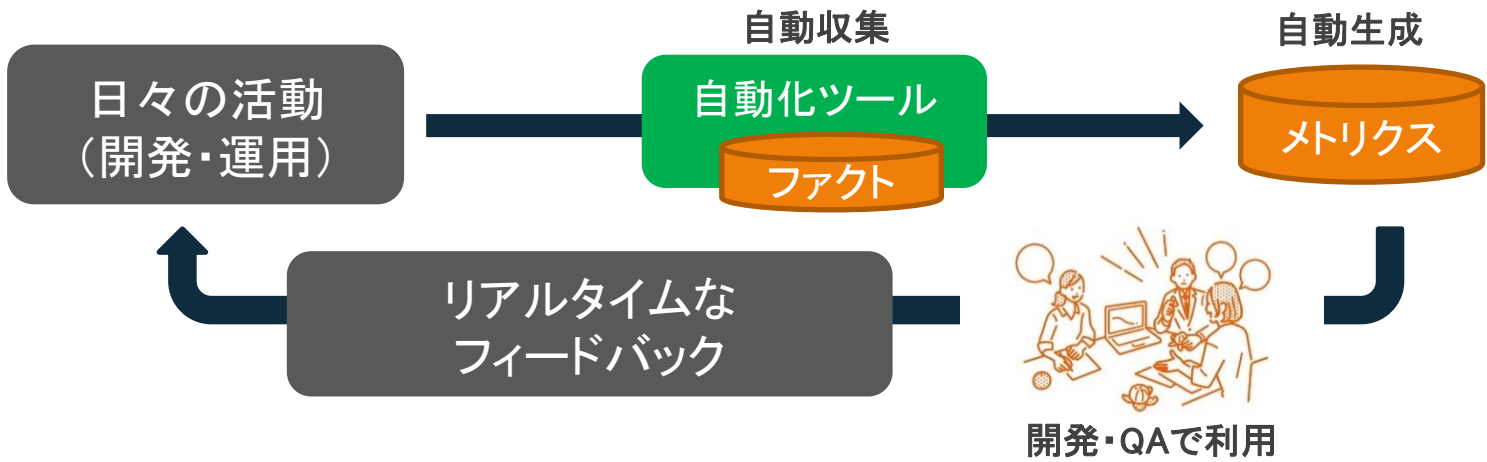 自動収集
自動生成
日々の活動
（開発・運用）
自動化ツール
ファクト
メトリクス
リアルタイムな
フィードバック
開発・QAで利用